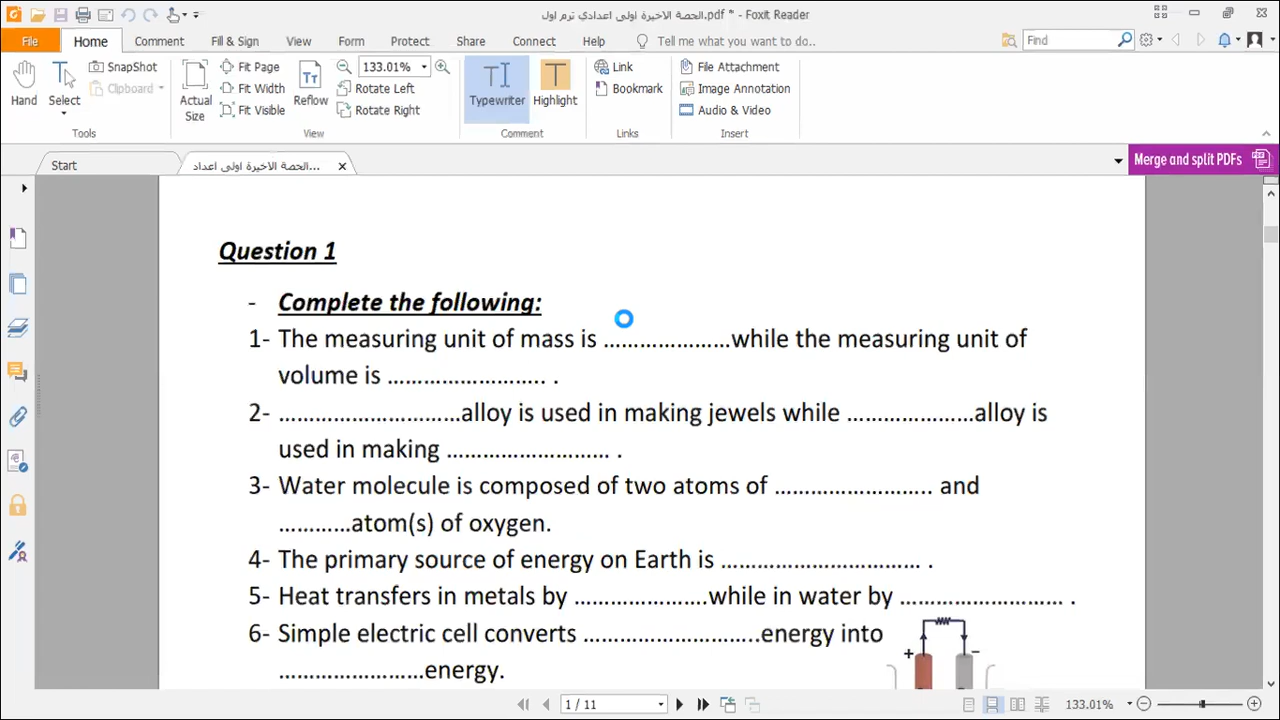 الحصة الاخيرة اولى اعدادي ترم اول.pdf * - Foxit Reader
File Home Comment Fill & Sign View Form Protect Share Connect Help Tell me what you want to do.. Find
Hand
Select
SnapShot
Clipboard
Tools
Actual Size
Fit Page
Fit Width
Fit Visible
Reflow
133.01%
Rotate Left
Rotate Right
View
Typewriter
Highlight
Comment
Link
Bookmark
Links
File Attachment
Image Annotation
Audio & Video
Insert
Start
الحصة الاخيرة اولى اعداد...
Merge and split PDFs
Question 1
- Complete the following:
1- The measuring unit of mass is …………………while the measuring unit of
volume is …………………….. .
2- …………………………alloy is used in making jewels while …………………alloy is
used in making ……………………… .
3- Water molecule is composed of two atoms of …………………….. and
…………atom(s) of oxygen.
4- The primary source of energy on Earth is …………………………… .
5- Heat transfers in metals by ………………….while in water by ……………………… .
6- Simple electric cell converts ………………………..energy into
……………………energy.
+ −
1 / 11
133.01%